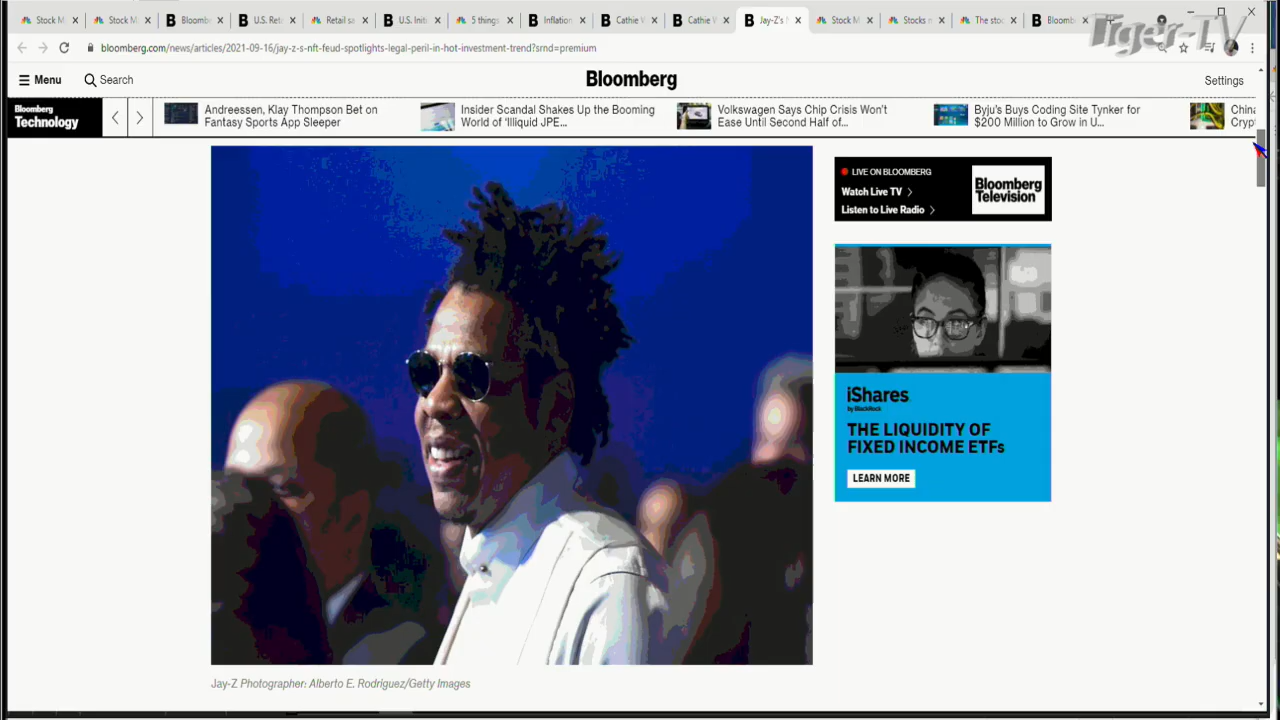 Stock M
Stock M
Bloomb
U.S. Ret
Retail sa
U.S. Init
5 things
Inflation
Cathie W
Cathie W
Jay-Z's
Stock M
Stocks
The sto
Bloomb
Tiger-TV
bloomberg.com/news/articles/2021-09-16/jay-z-s-nft-feud-spotlights-legal-peril-in-hot-investment-trend?srnd=premium
Menu
Search
Bloomberg
Settings
Bloomberg
Technology
Andreessen, Klay Thompson Bet on
Fantasy Sports App Sleeper
Insider Scandal Shakes Up the Booming
World of 'Illiquid JPE...
Volkswagen Says Chip Crisis Won't
Ease Until Second Half of...
Byju's Buys Coding Site Tynker for
$200 Million to Grow in U...
China
Cryp
LIVE ON BLOOMBERG
Watch Live TV
Listen to Live Radio
Bloomberg
Television
iShares
by BlackRock
THE LIQUIDITY OF
FIXED INCOME ETFs
LEARN MORE
Jay-Z Photographer: Alberto E. Rodriguez/Getty Images